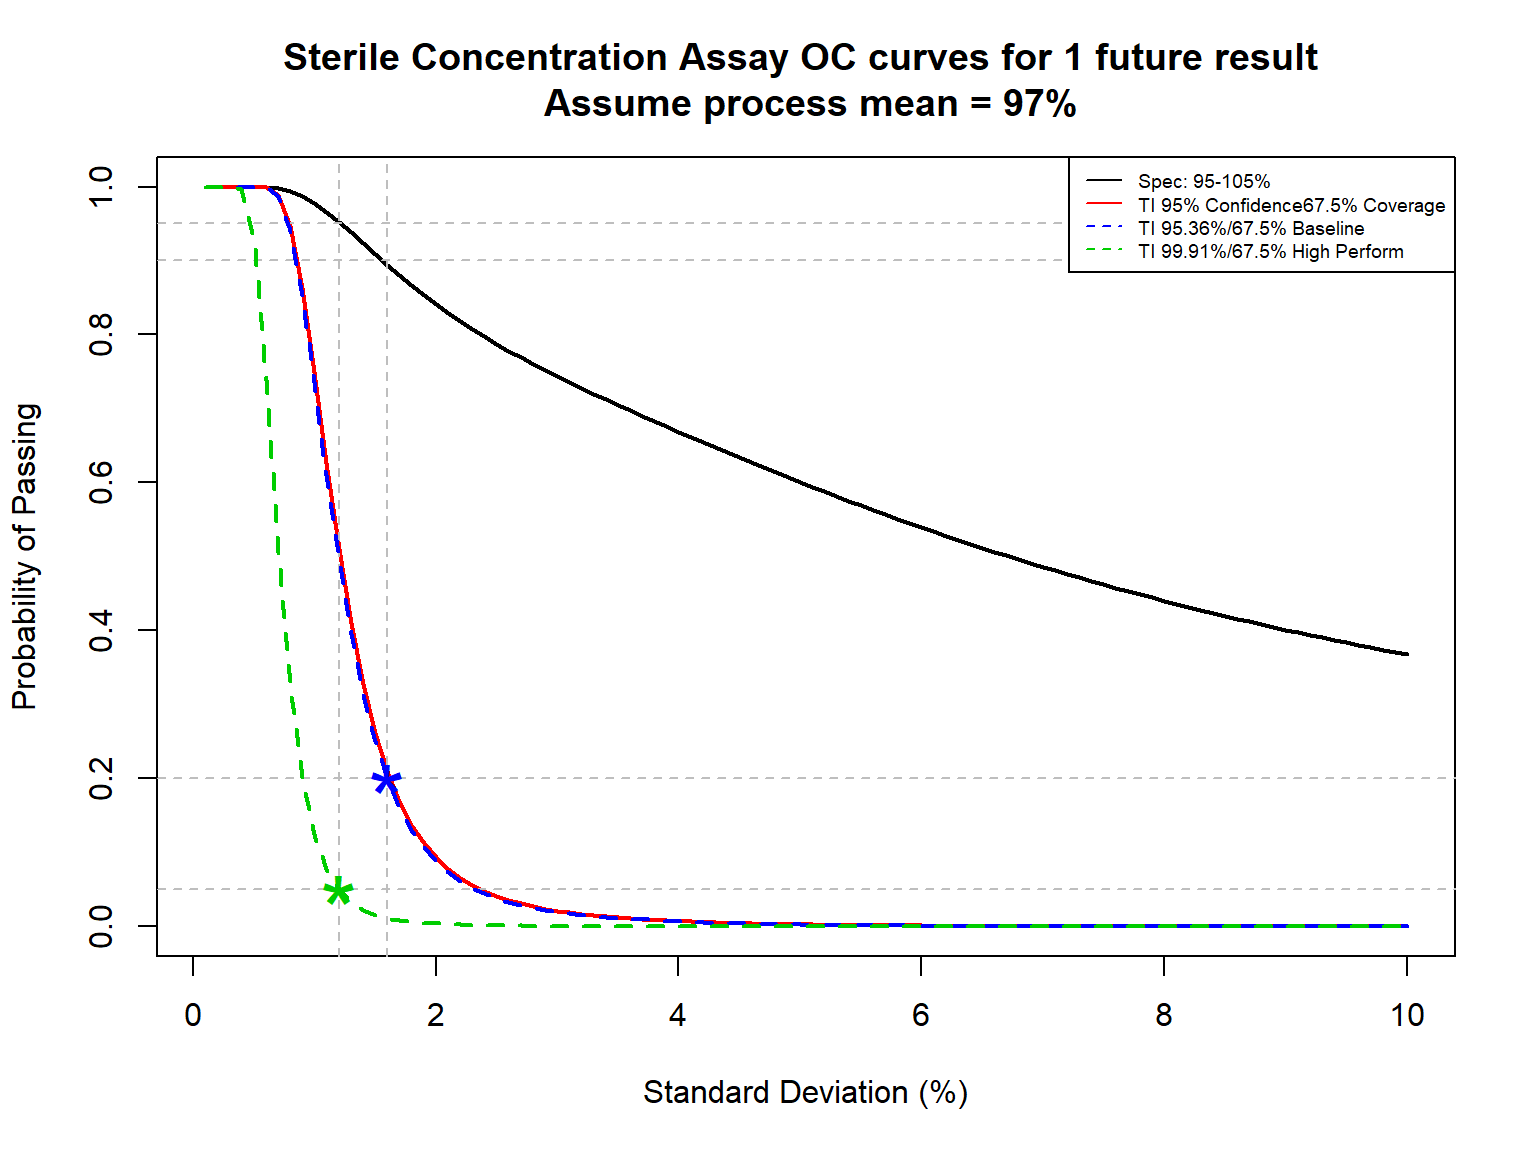 Sterile Concentration Assay OC curves for 1 future result
Assume process mean = 97%
Spec: 95-105%
TI 95% Confidence67.5% Coverage
TI 95.36%/67.5% Baseline
TI 99.91%/67.5% High Perform
Probability of Passing
1.0
0.8
0.6
0.4
0.2
0.0
0 2 4 6 8 10
Standard Deviation (%)